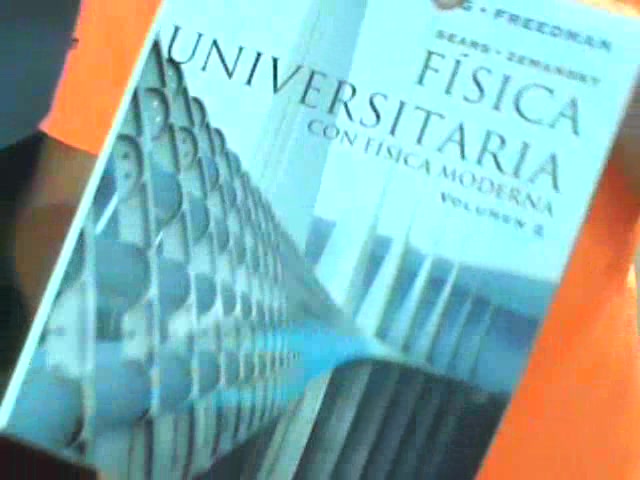 G • FREEDMAN
SEARS • ZEMANSKY
FÍSICA
UNIVERSITARIA
CON FÍSICA MODERNA
VOLUMEN 2